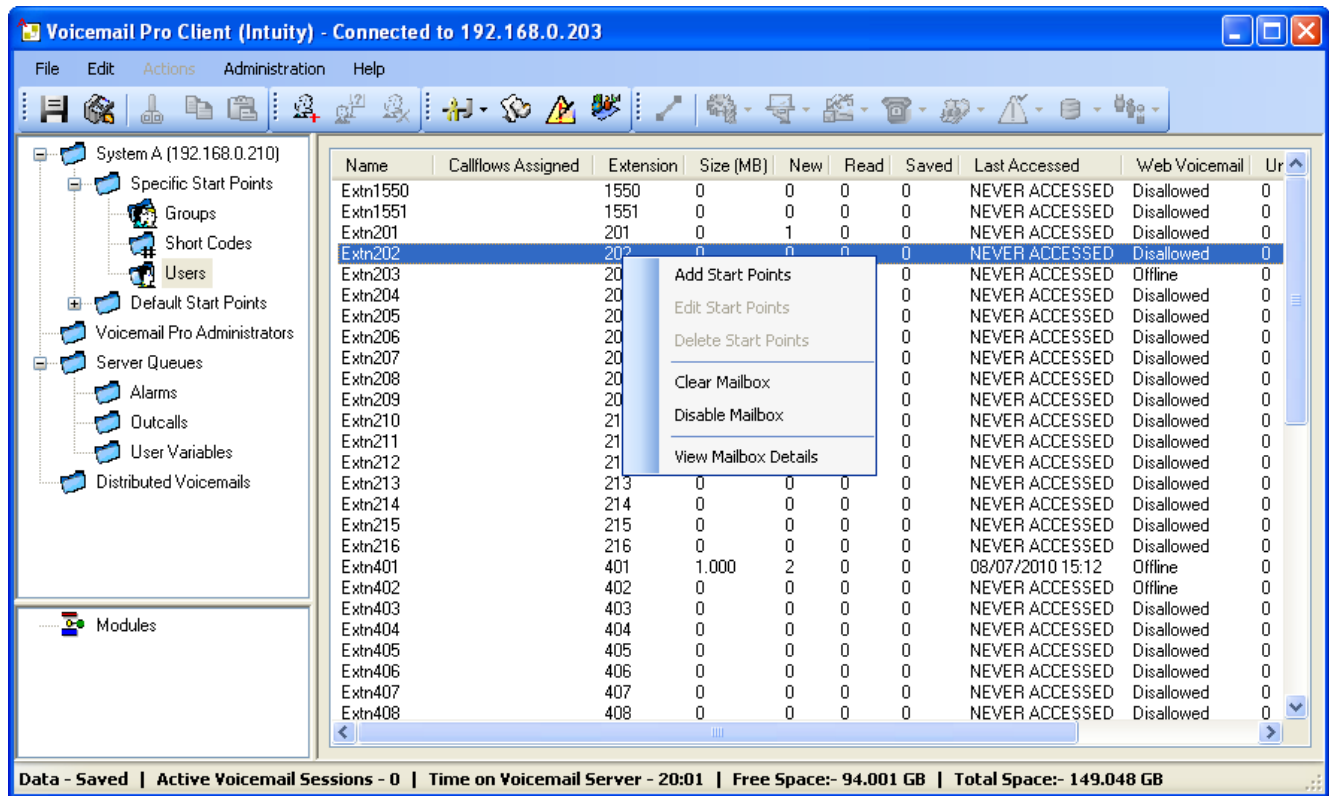 Voicemail Pro Client (Intuity) - Connected to 192.168.0.203
File Edit Actions Administration Help
System A (192.168.0.210)
Specific Start Points
Groups
Short Codes
Users
Default Start Points
Voicemail Pro Administrators
Server Queues
Alarms
Outcalls
User Variables
Distributed Voicemails
Modules
Name Callflows Assigned Extension Size (MB) New Read Saved Last Accessed Web Voicemail Ur
Extn1550 1550 0 0 0 0 NEVER ACCESSED Disallowed 0
Extn1551 1551 0 0 0 0 NEVER ACCESSED Disallowed 0
Extn201 201 0 1 0 0 NEVER ACCESSED Disallowed 0
Extn202 202 0 0 0 0 NEVER ACCESSED Disallowed 0
Extn203 20 0 NEVER ACCESSED Offline 0
Extn204 20 0 NEVER ACCESSED Disallowed 0
Extn205 20 0 NEVER ACCESSED Disallowed 0
Extn206 20 0 NEVER ACCESSED Disallowed 0
Extn207 20 0 NEVER ACCESSED Disallowed 0
Extn208 20 0 NEVER ACCESSED Disallowed 0
Extn209 20 0 NEVER ACCESSED Disallowed 0
Extn210 21 0 NEVER ACCESSED Disallowed 0
Extn211 21 0 NEVER ACCESSED Disallowed 0
Extn212 21 0 NEVER ACCESSED Disallowed 0
Extn213 213 0 0 0 0 NEVER ACCESSED Disallowed 0
Extn214 214 0 0 0 0 NEVER ACCESSED Disallowed 0
Extn215 215 0 0 0 0 NEVER ACCESSED Disallowed 0
Extn216 216 0 0 0 0 NEVER ACCESSED Disallowed 0
Extn401 401 1.000 2 0 0 08/07/2010 15:12 Offline 0
Extn402 402 0 0 0 0 NEVER ACCESSED Offline 0
Extn403 403 0 0 0 0 NEVER ACCESSED Disallowed 0
Extn404 404 0 0 0 0 NEVER ACCESSED Disallowed 0
Extn405 405 0 0 0 0 NEVER ACCESSED Disallowed 0
Extn406 406 0 0 0 0 NEVER ACCESSED Disallowed 0
Extn407 407 0 0 0 0 NEVER ACCESSED Disallowed 0
Extn408 408 0 0 0 0 NEVER ACCESSED Disallowed 0
Add Start Points
Edit Start Points
Delete Start Points
Clear Mailbox
Disable Mailbox
View Mailbox Details
Data - Saved | Active Voicemail Sessions - 0 | Time on Voicemail Server - 20:01 | Free Space:- 94.001 GB | Total Space:- 149.048 GB